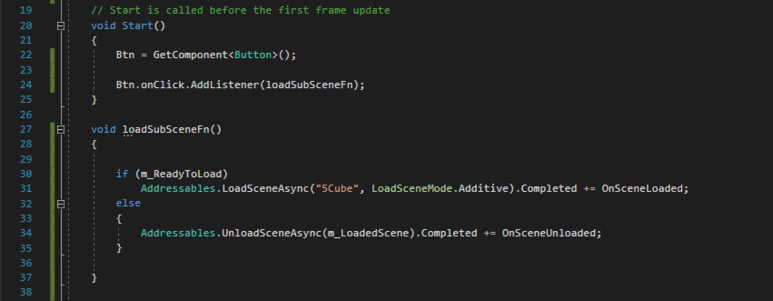 19 // Start is called before the first frame update
20 void Start()
21 {
22 Btn = GetComponent<Button>();
23
24 Btn.onClick.AddListener(loadSubSceneFn);
25 }
26
27 void loadSubSceneFn()
28 {
29
30 if (m_ReadyToLoad)
31 Addressables.LoadSceneAsync("5Cube", LoadSceneMode.Additive).Completed += OnSceneLoaded;
32 else
33 {
34 Addressables.UnloadSceneAsync(m_LoadedScene).Completed += OnSceneUnloaded;
35 }
36
37 }
38